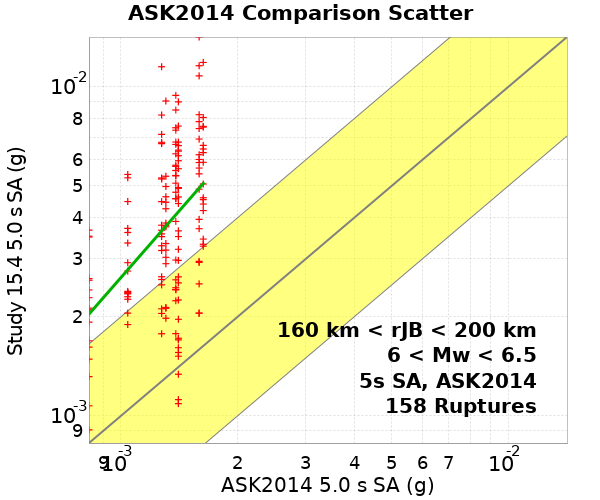 ASK2014 Comparison Scatter
Study 15.4 5.0 s SA (g)
10-2
8
6
5
4
3
2
10-3
9
160 km < rJB < 200 km
6 < Mw < 6.5
5s SA, ASK2014
158 Ruptures
9 10-3 2 3 4 5 6 7 10-2
ASK2014 5.0 s SA (g)